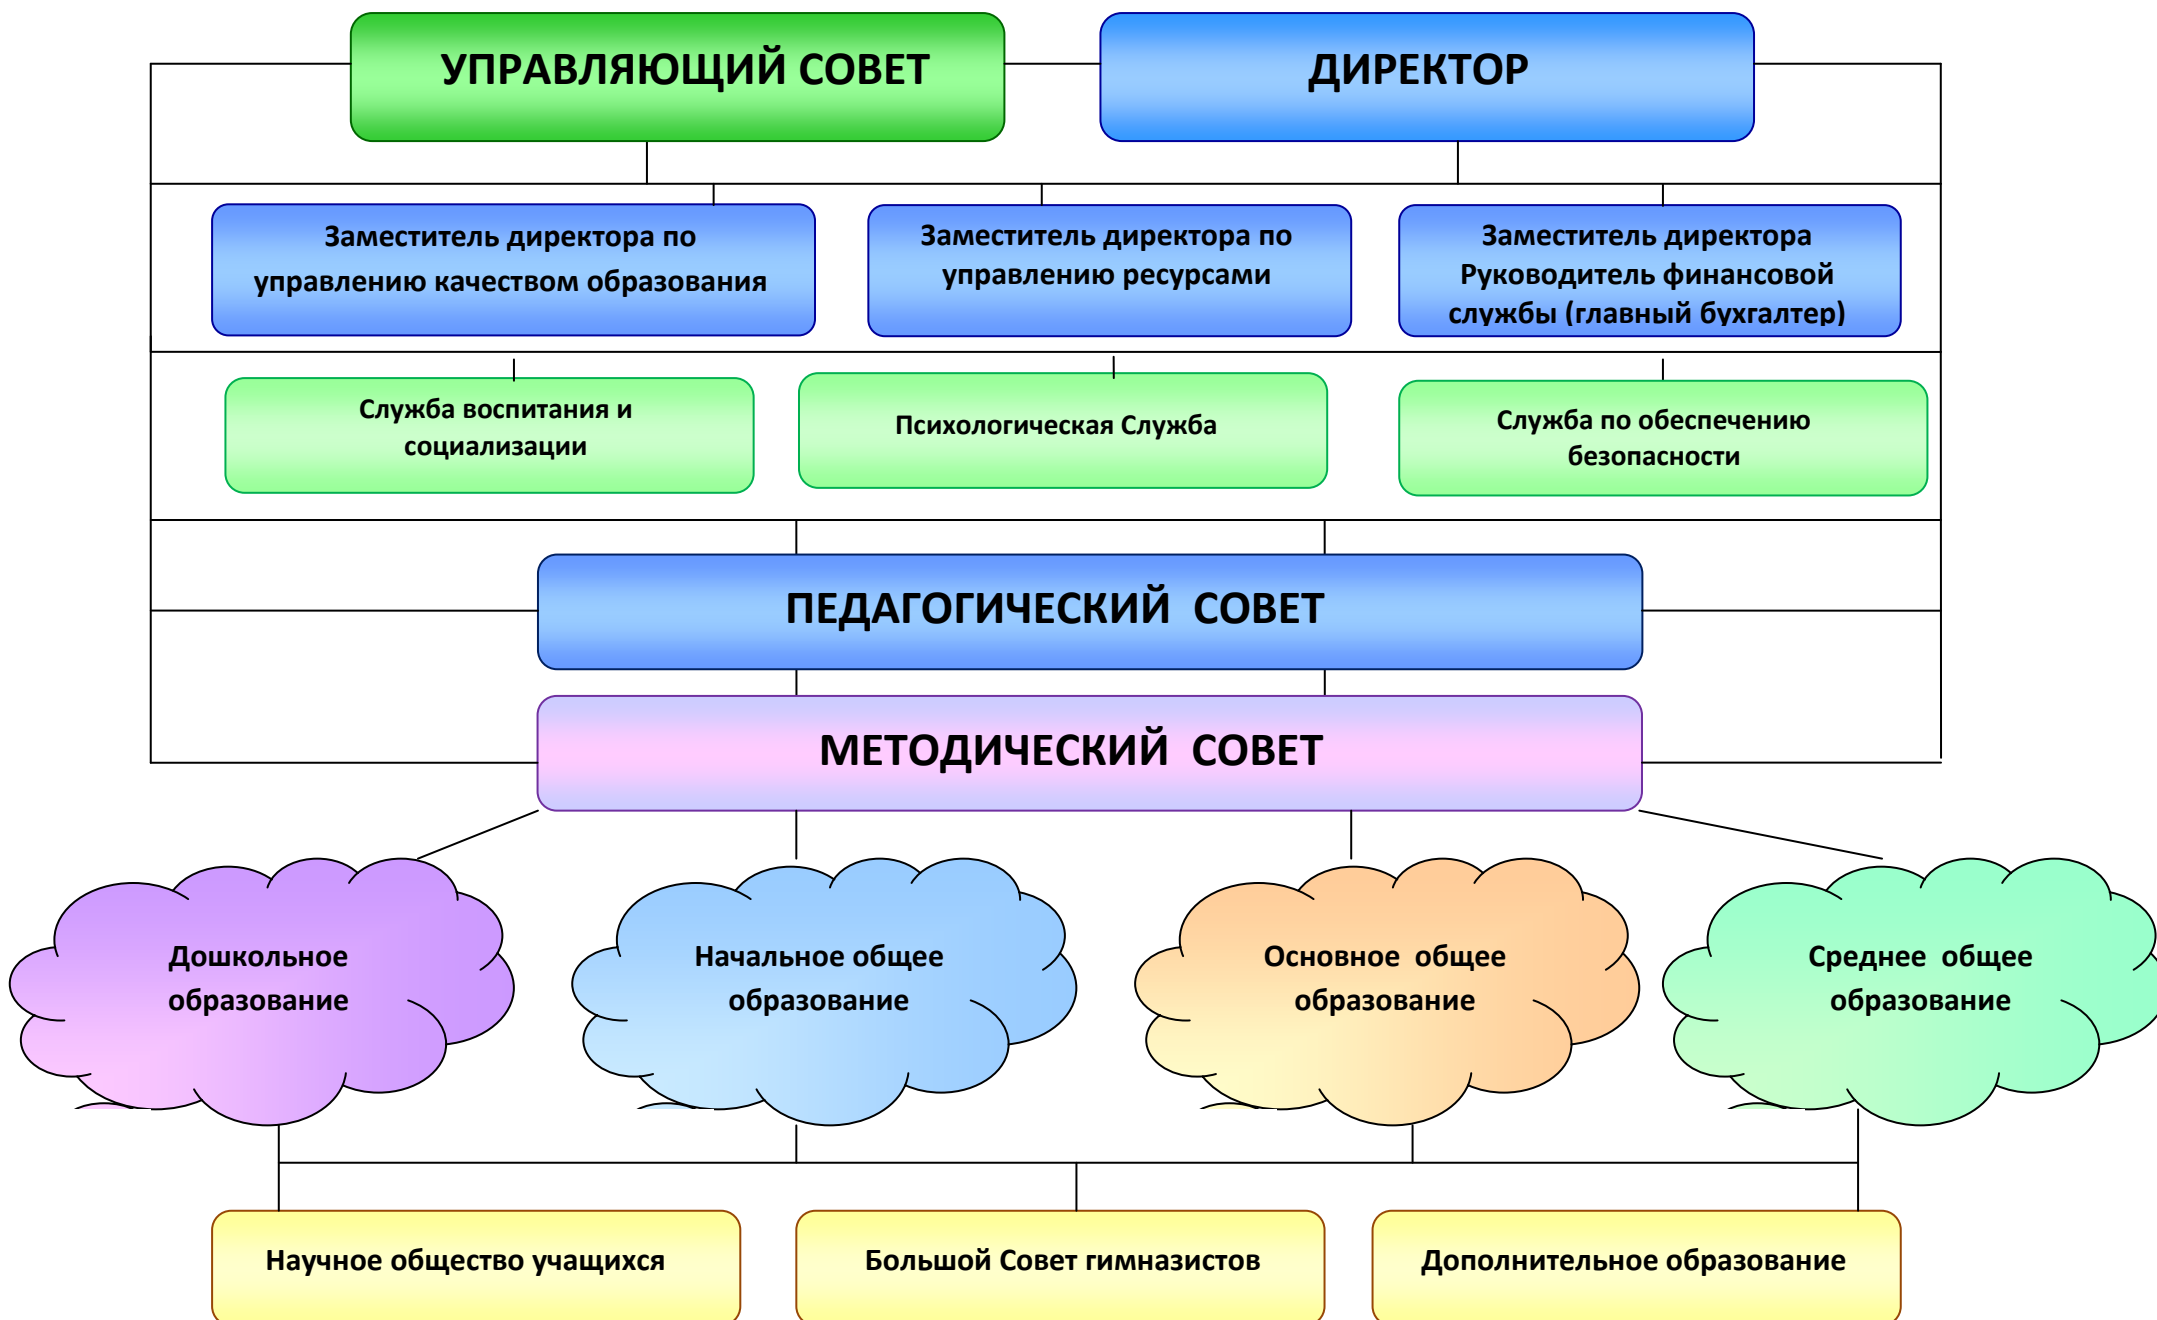 УПРАВЛЯЮЩИЙ СОВЕТ
ДИРЕКТОР
Заместитель директора по
управлению качеством образования
Заместитель директора по
управлению ресурсами
Заместитель директора
Руководитель финансовой
службы (главный бухгалтер)
Служба воспитания и
социализации
Психологическая Служба
Служба по обеспечению
безопасности
ПЕДАГОГИЧЕСКИЙ СОВЕТ
МЕТОДИЧЕСКИЙ СОВЕТ
Дошкольное
образование
Начальное общее
образование
Основное общее
образование
Среднее общее
образование
Научное общество учащихся
Большой Совет гимназистов
Дополнительное образование